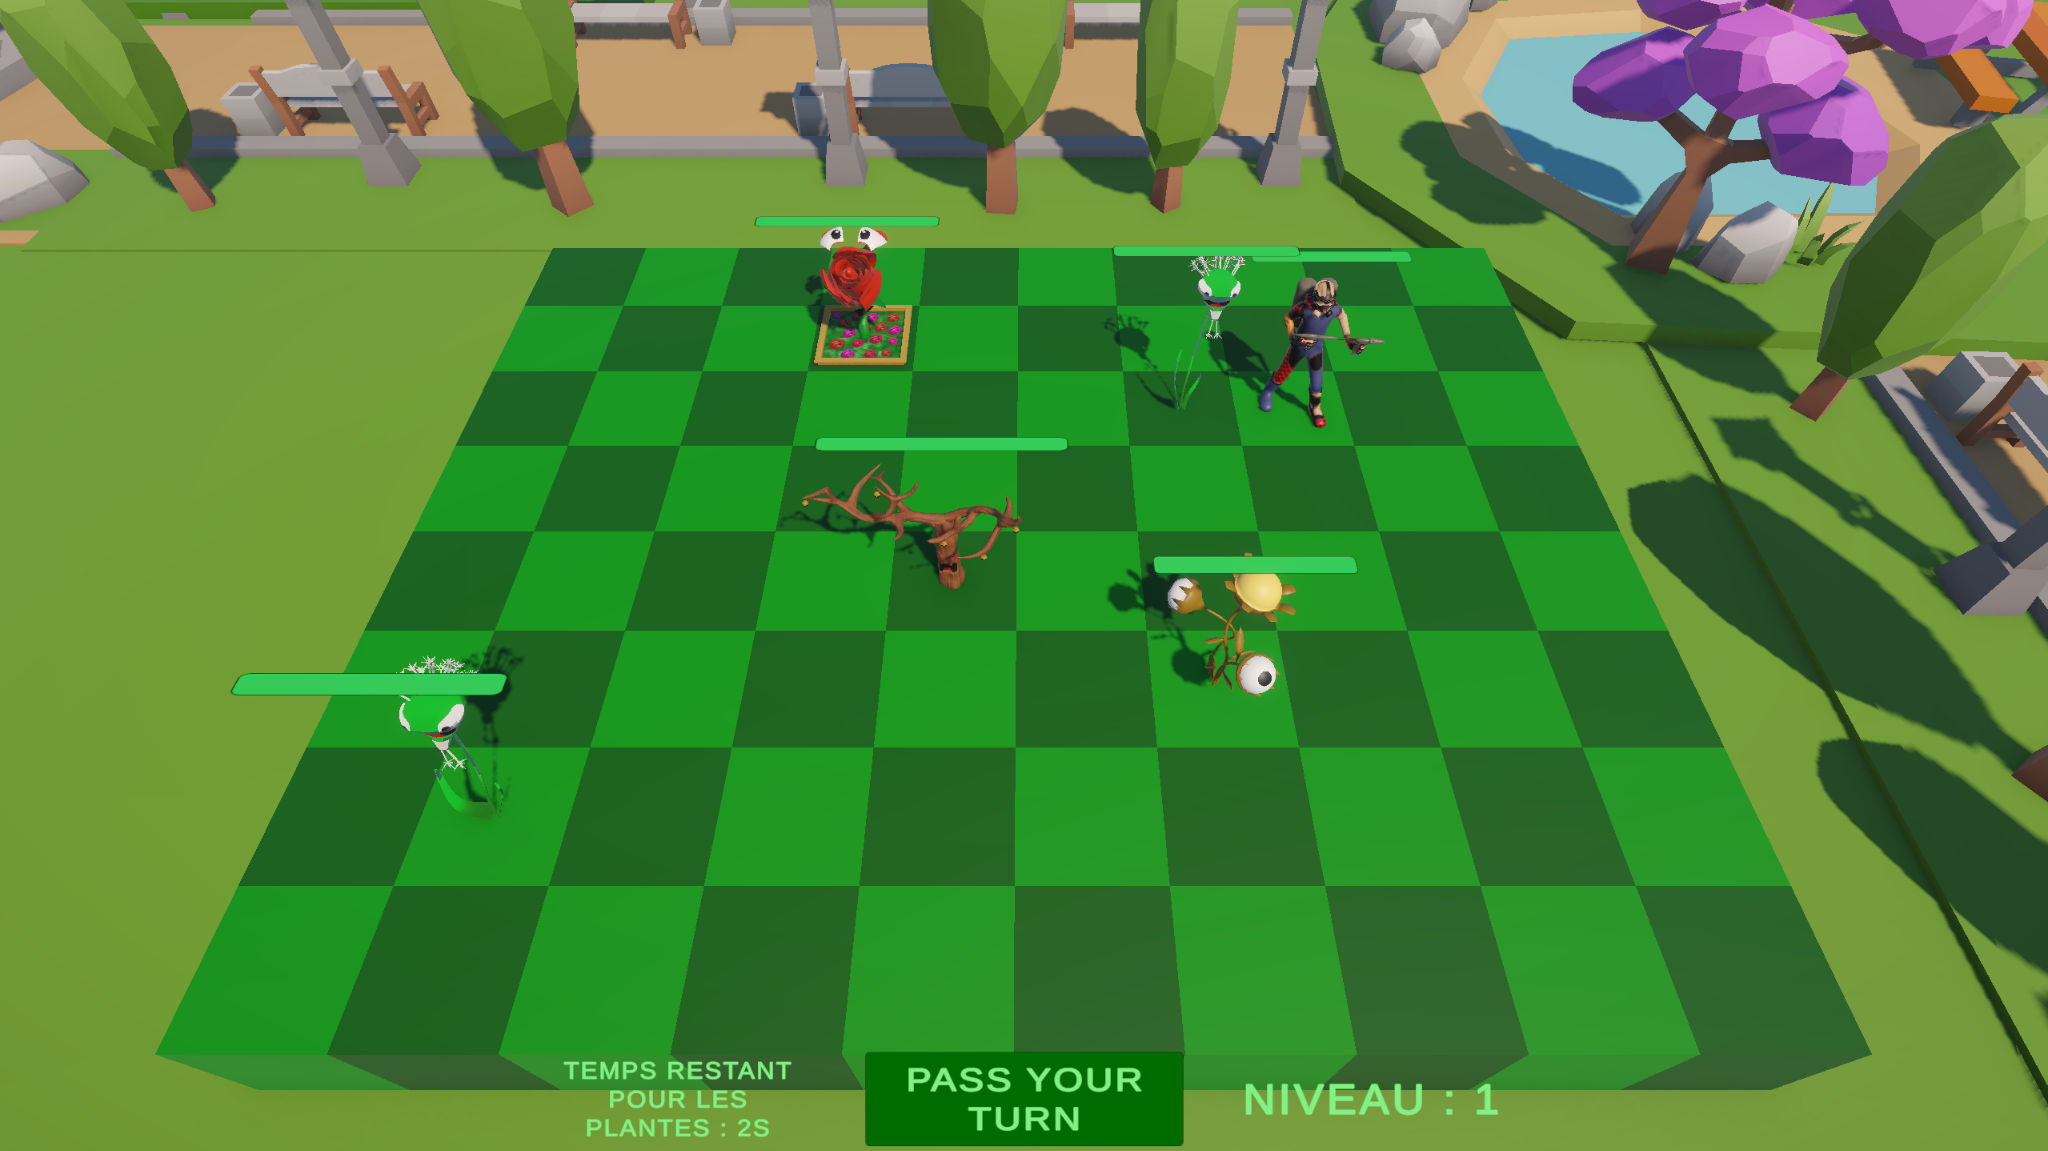 TEMPS RESTANT
POUR LES
PLANTES : 2S
PASS YOUR
TURN
NIVEAU : 1